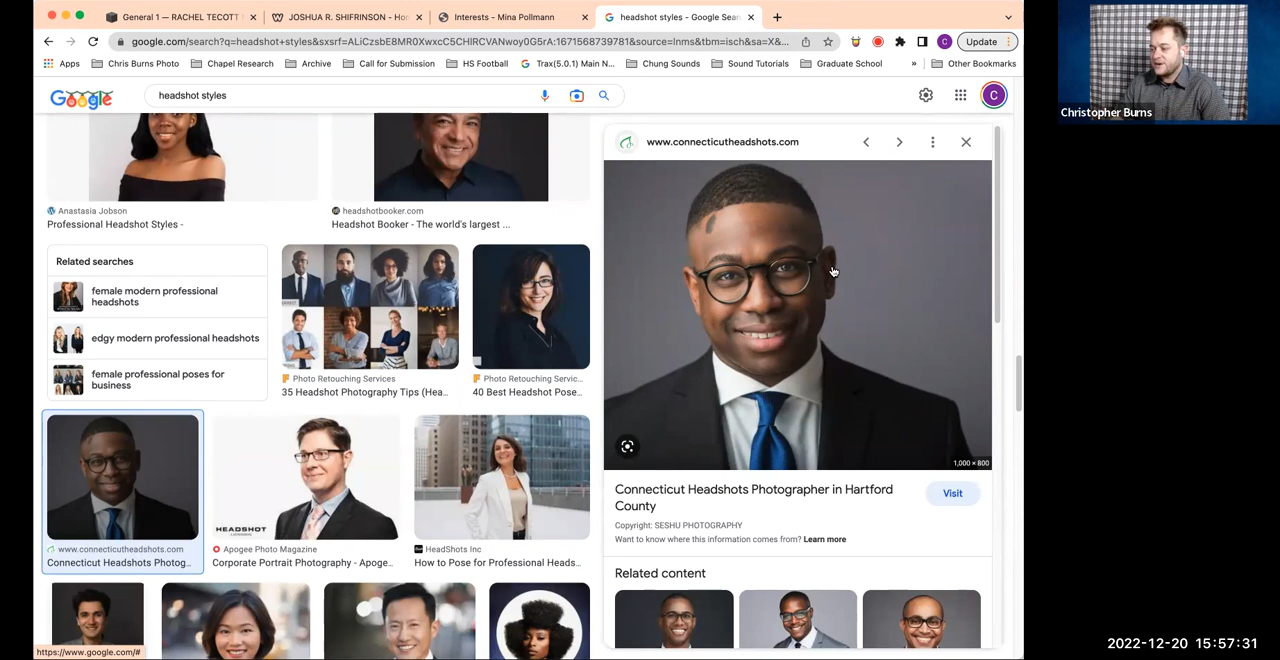 General 1 — RACHEL TECOTT
JOSHUA R. SHIFRINSON - Hor
Interests - Mina Pollmann
headshot styles - Google Sear
google.com/search?q=headshot+styles&sxsrf=ALiCzsbE8MR0XwxcC5CHlRCVANwoy0G5rA:1671568739781&source=lnms&tbm=isch&sa=X&...
C
Update
Apps
Chris Burns Photo
Chapel Research
Archive
Call for Submission
HS Football
Trax(5.0.1) Main N...
Chung Sounds
Sound Tutorials
Graduate School
»
Other Bookmarks
Google
headshot styles
C
Anastasia Jobson
Professional Headshot Styles -
headshotbooker.com
Headshot Booker - The world's largest ...
Related searches
female modern professional
headshots
edgy modern professional headshots
female professional poses for
business
Photo Retouching Services
35 Headshot Photography Tips (Hea...
Photo Retouching Servic...
40 Best Headshot Pose...
www.connecticutheadshots.com
Connecticut Headshots Photog...
HEADSHOT
Apogee Photo Magazine
Corporate Portrait Photography - Apoge...
HeadShots Inc
How to Pose for Professional Heads...
https://www.google.com/#
www.connecticutheadshots.com
1,000 × 800
Connecticut Headshots Photographer in Hartford
County
Visit
Copyright: SESHU PHOTOGRAPHY
Want to know where this information comes from? Learn more
Related content
Christopher Burns
2022-12-20 15:57:31